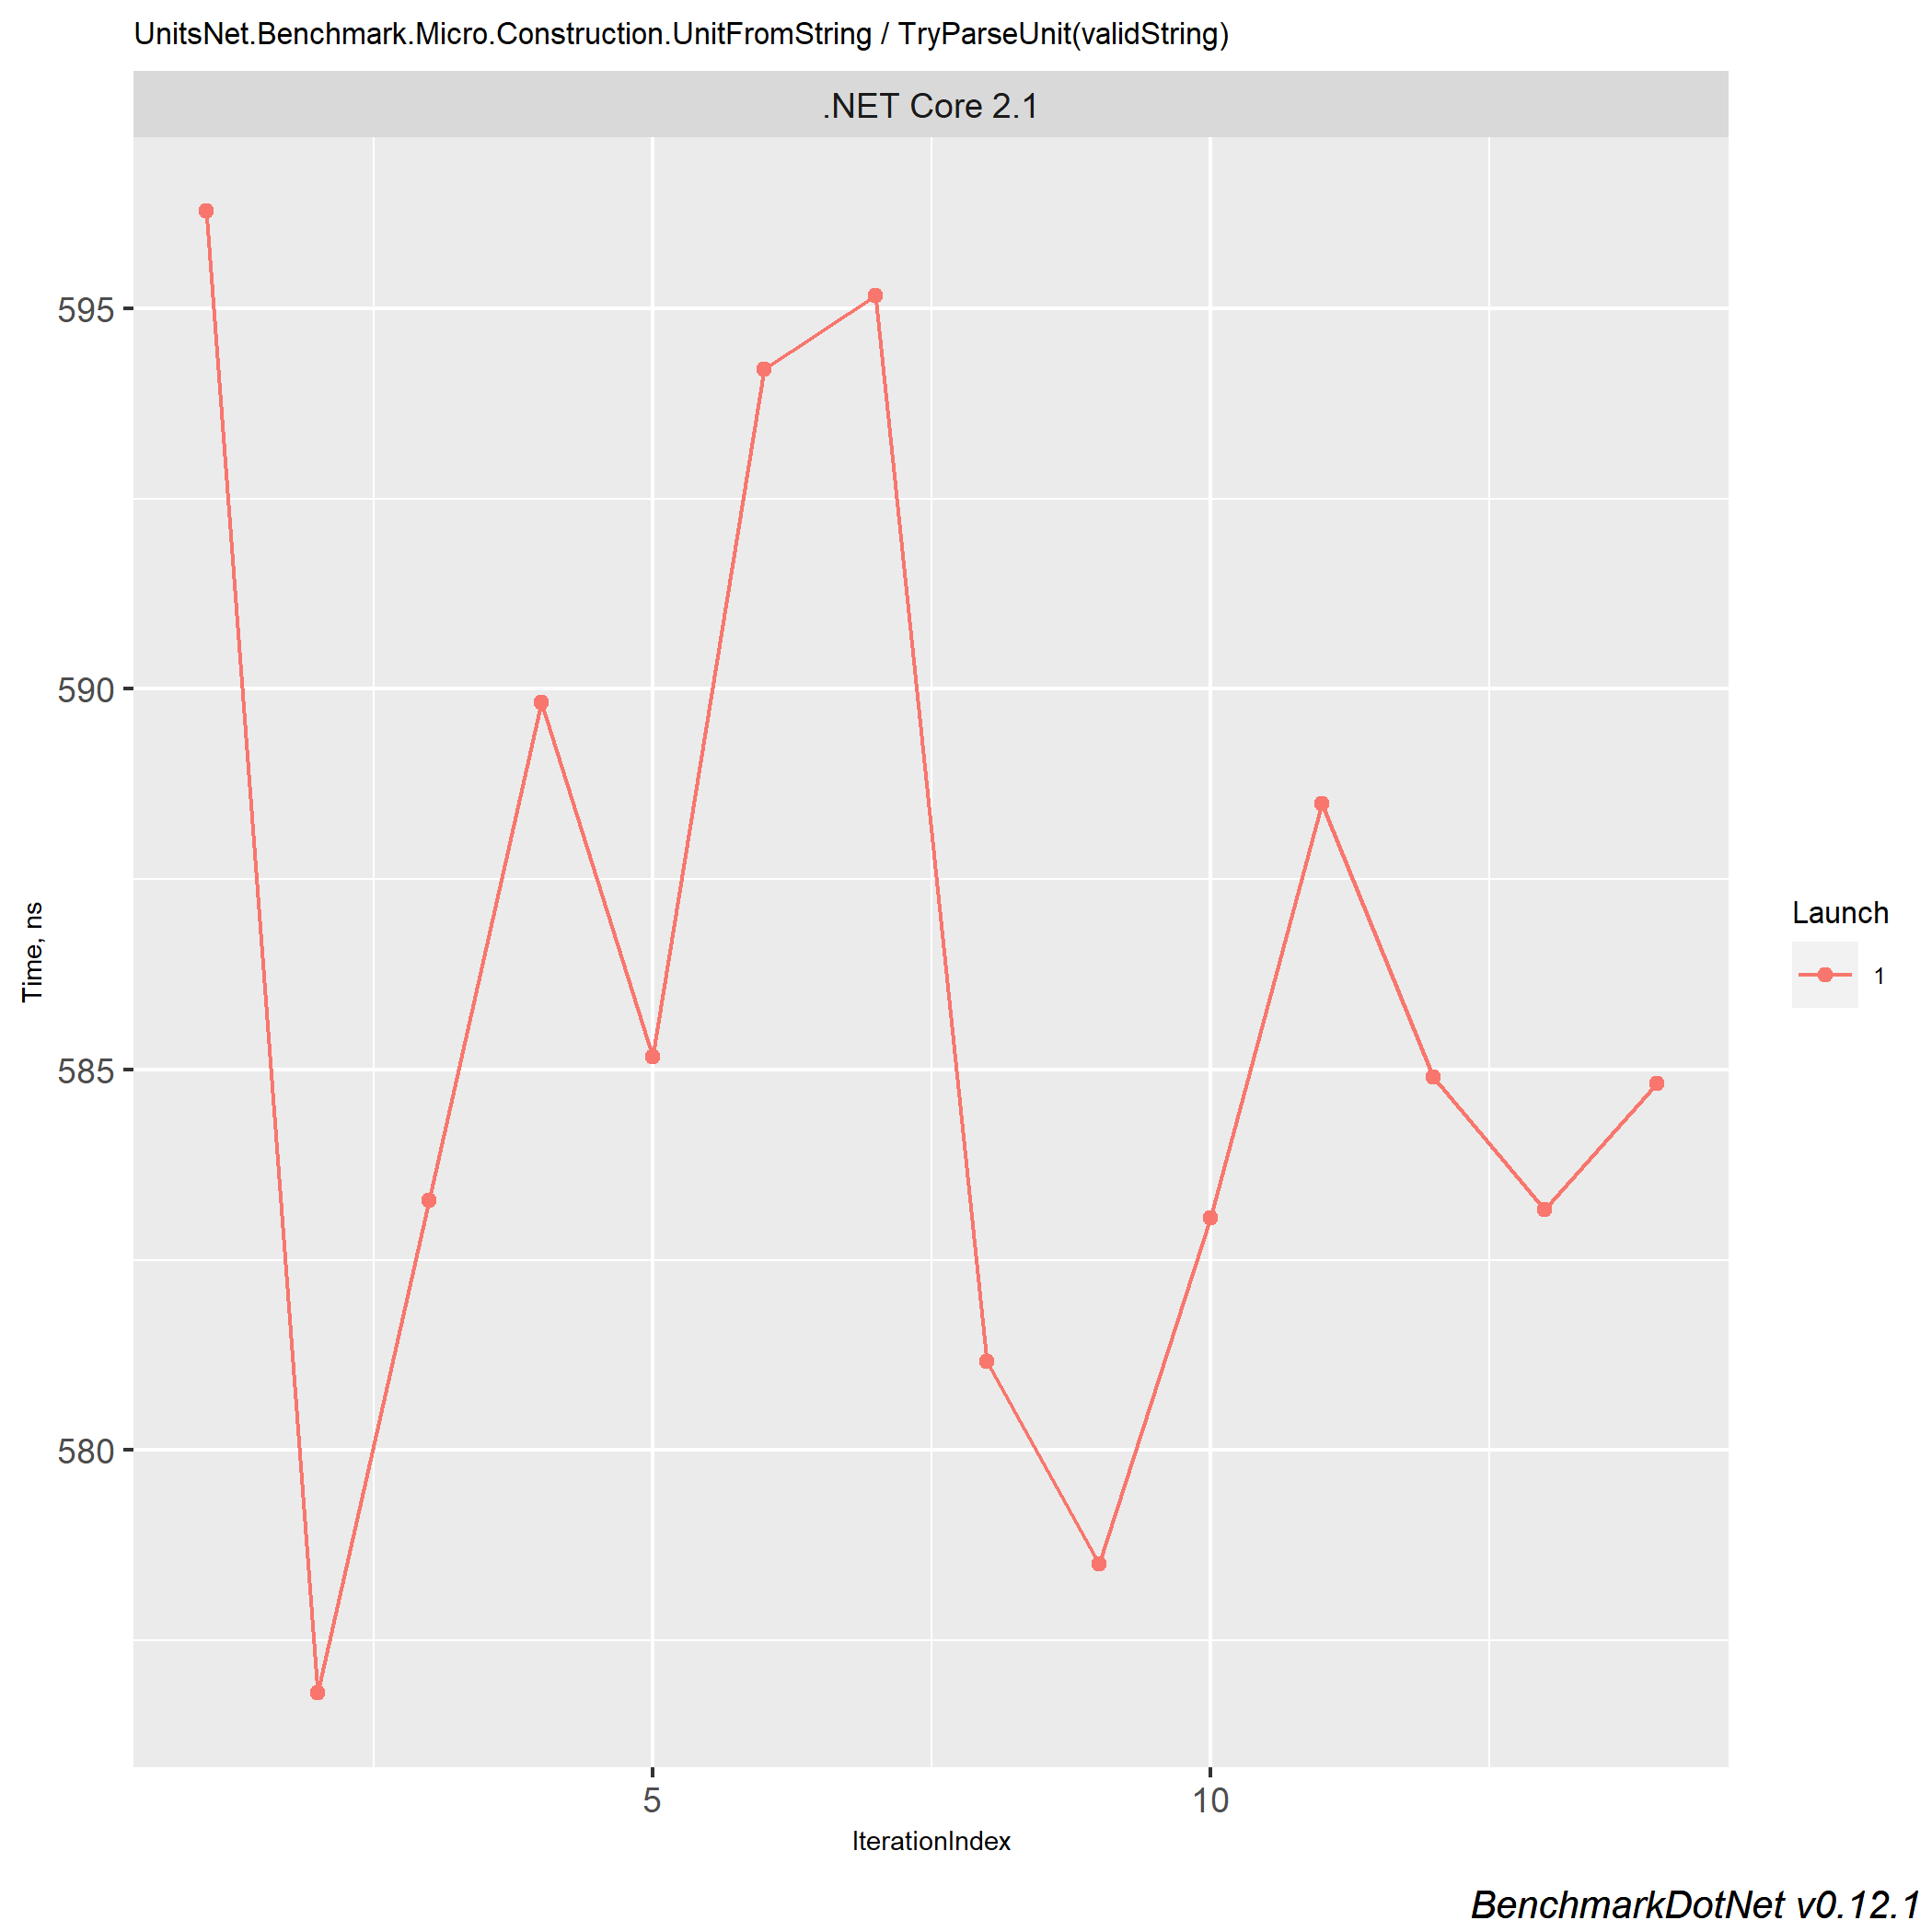 UnitsNet.Benchmark.Micro.Construction.UnitFromString / TryParseUnit(validString)
.NET Core 2.1
595
590
585
580
Time, ns
5
10
IterationIndex
Launch
1
BenchmarkDotNet v0.12.1